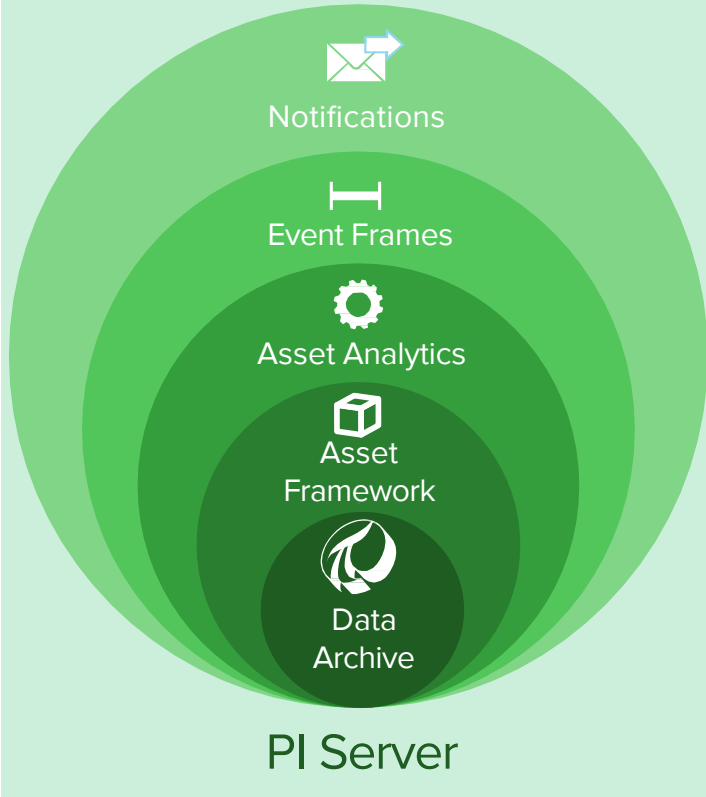 Notifications
Event Frames
Asset Analytics
Asset
Framework
Data
Archive
PI Server